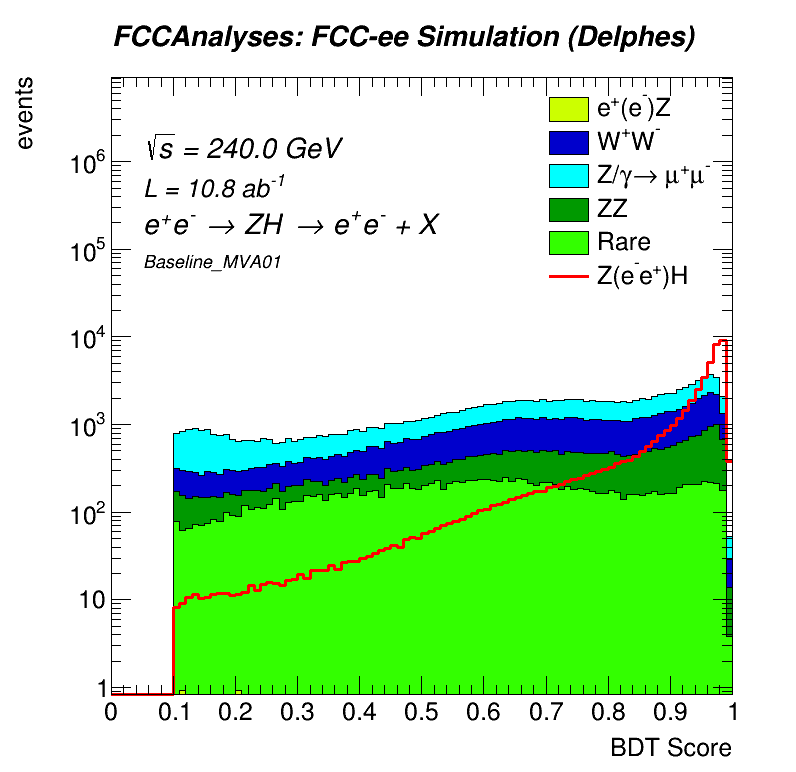 FCCAnalyses: FCC-ee Simulation (Delphes)
events
√s = 240.0 GeV
L = 10.8 ab⁻¹
e⁺e⁻ → ZH → e⁺e⁻ + X
Baseline_MVA01
e⁺(e⁻)Z
W⁺W⁻
Z/γ→ μ⁺μ⁻
ZZ
Rare
Z(e⁻e⁺)H
10⁶
10⁵
10⁴
10³
10²
10
1
0 0.1 0.2 0.3 0.4 0.5 0.6 0.7 0.8 0.9 1
BDT Score